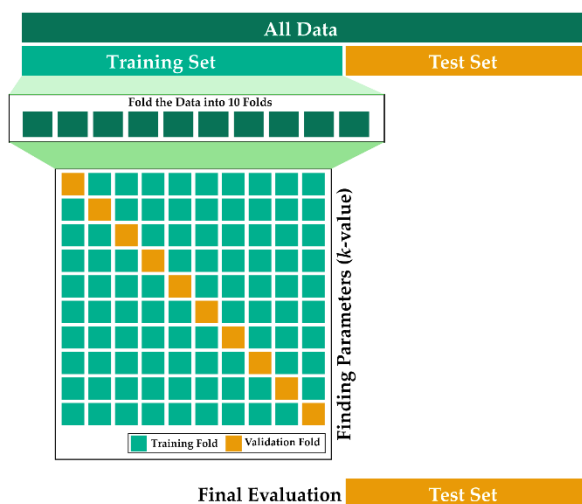 All Data
Training Set
Test Set
Fold the Data into 10 Folds
Finding Parameters (k-value)
Training Fold
Validation Fold
Final Evaluation
Test Set